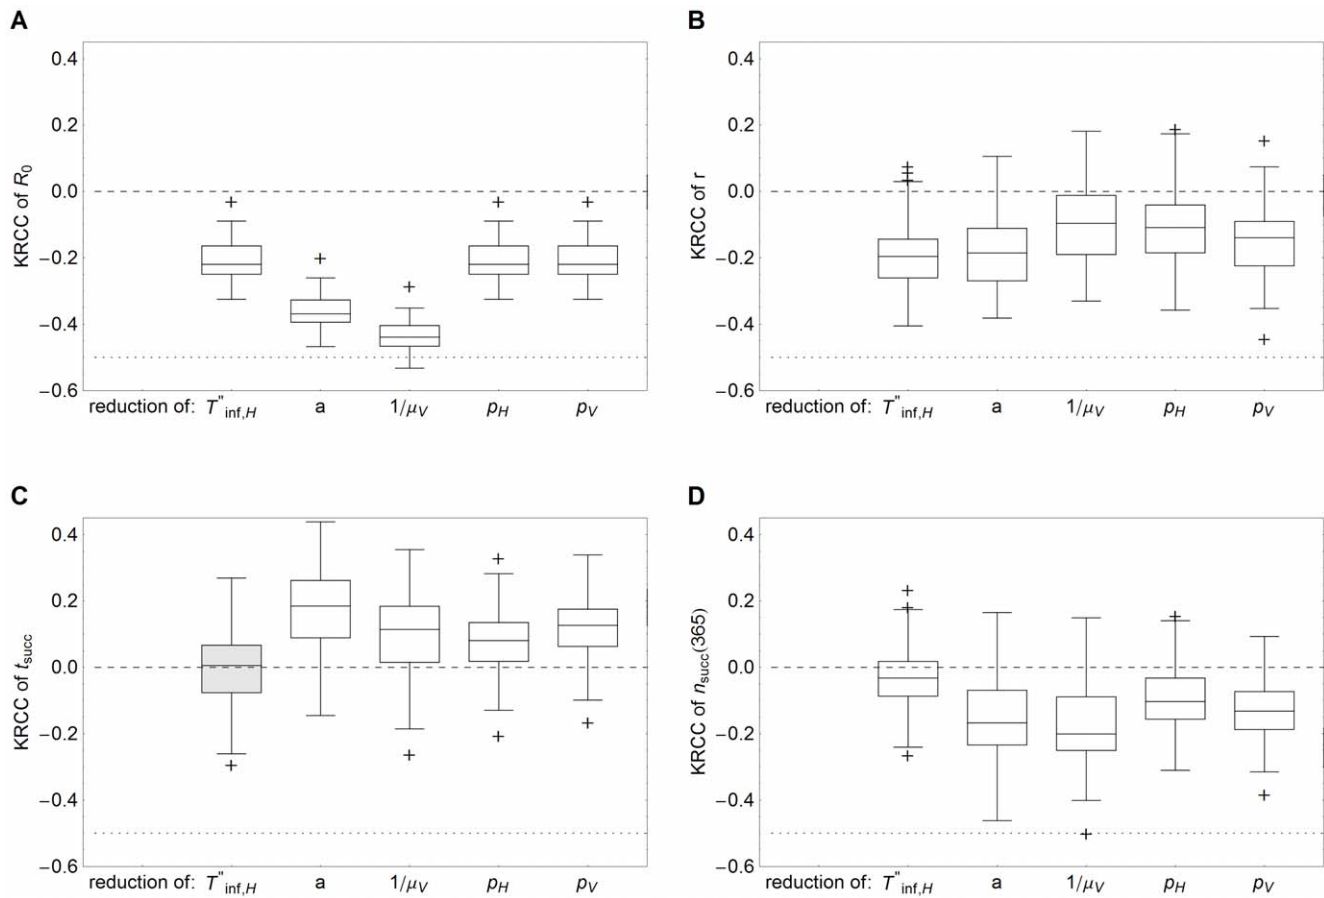 A
KRCC of R₀
0.4
0.2
0.0
−0.2
−0.4
−0.6
reduction of: T"inf,H a 1/μV pH pV
B
KRCC of r
0.4
0.2
0.0
−0.2
−0.4
−0.6
reduction of: T"inf,H a 1/μV pH pV
C
KRCC of tsucc
0.4
0.2
0.0
−0.2
−0.4
−0.6
reduction of: T"inf,H a 1/μV pH pV
D
KRCC of nsucc(365)
0.4
0.2
0.0
−0.2
−0.4
−0.6
reduction of: T"inf,H a 1/μV pH pV